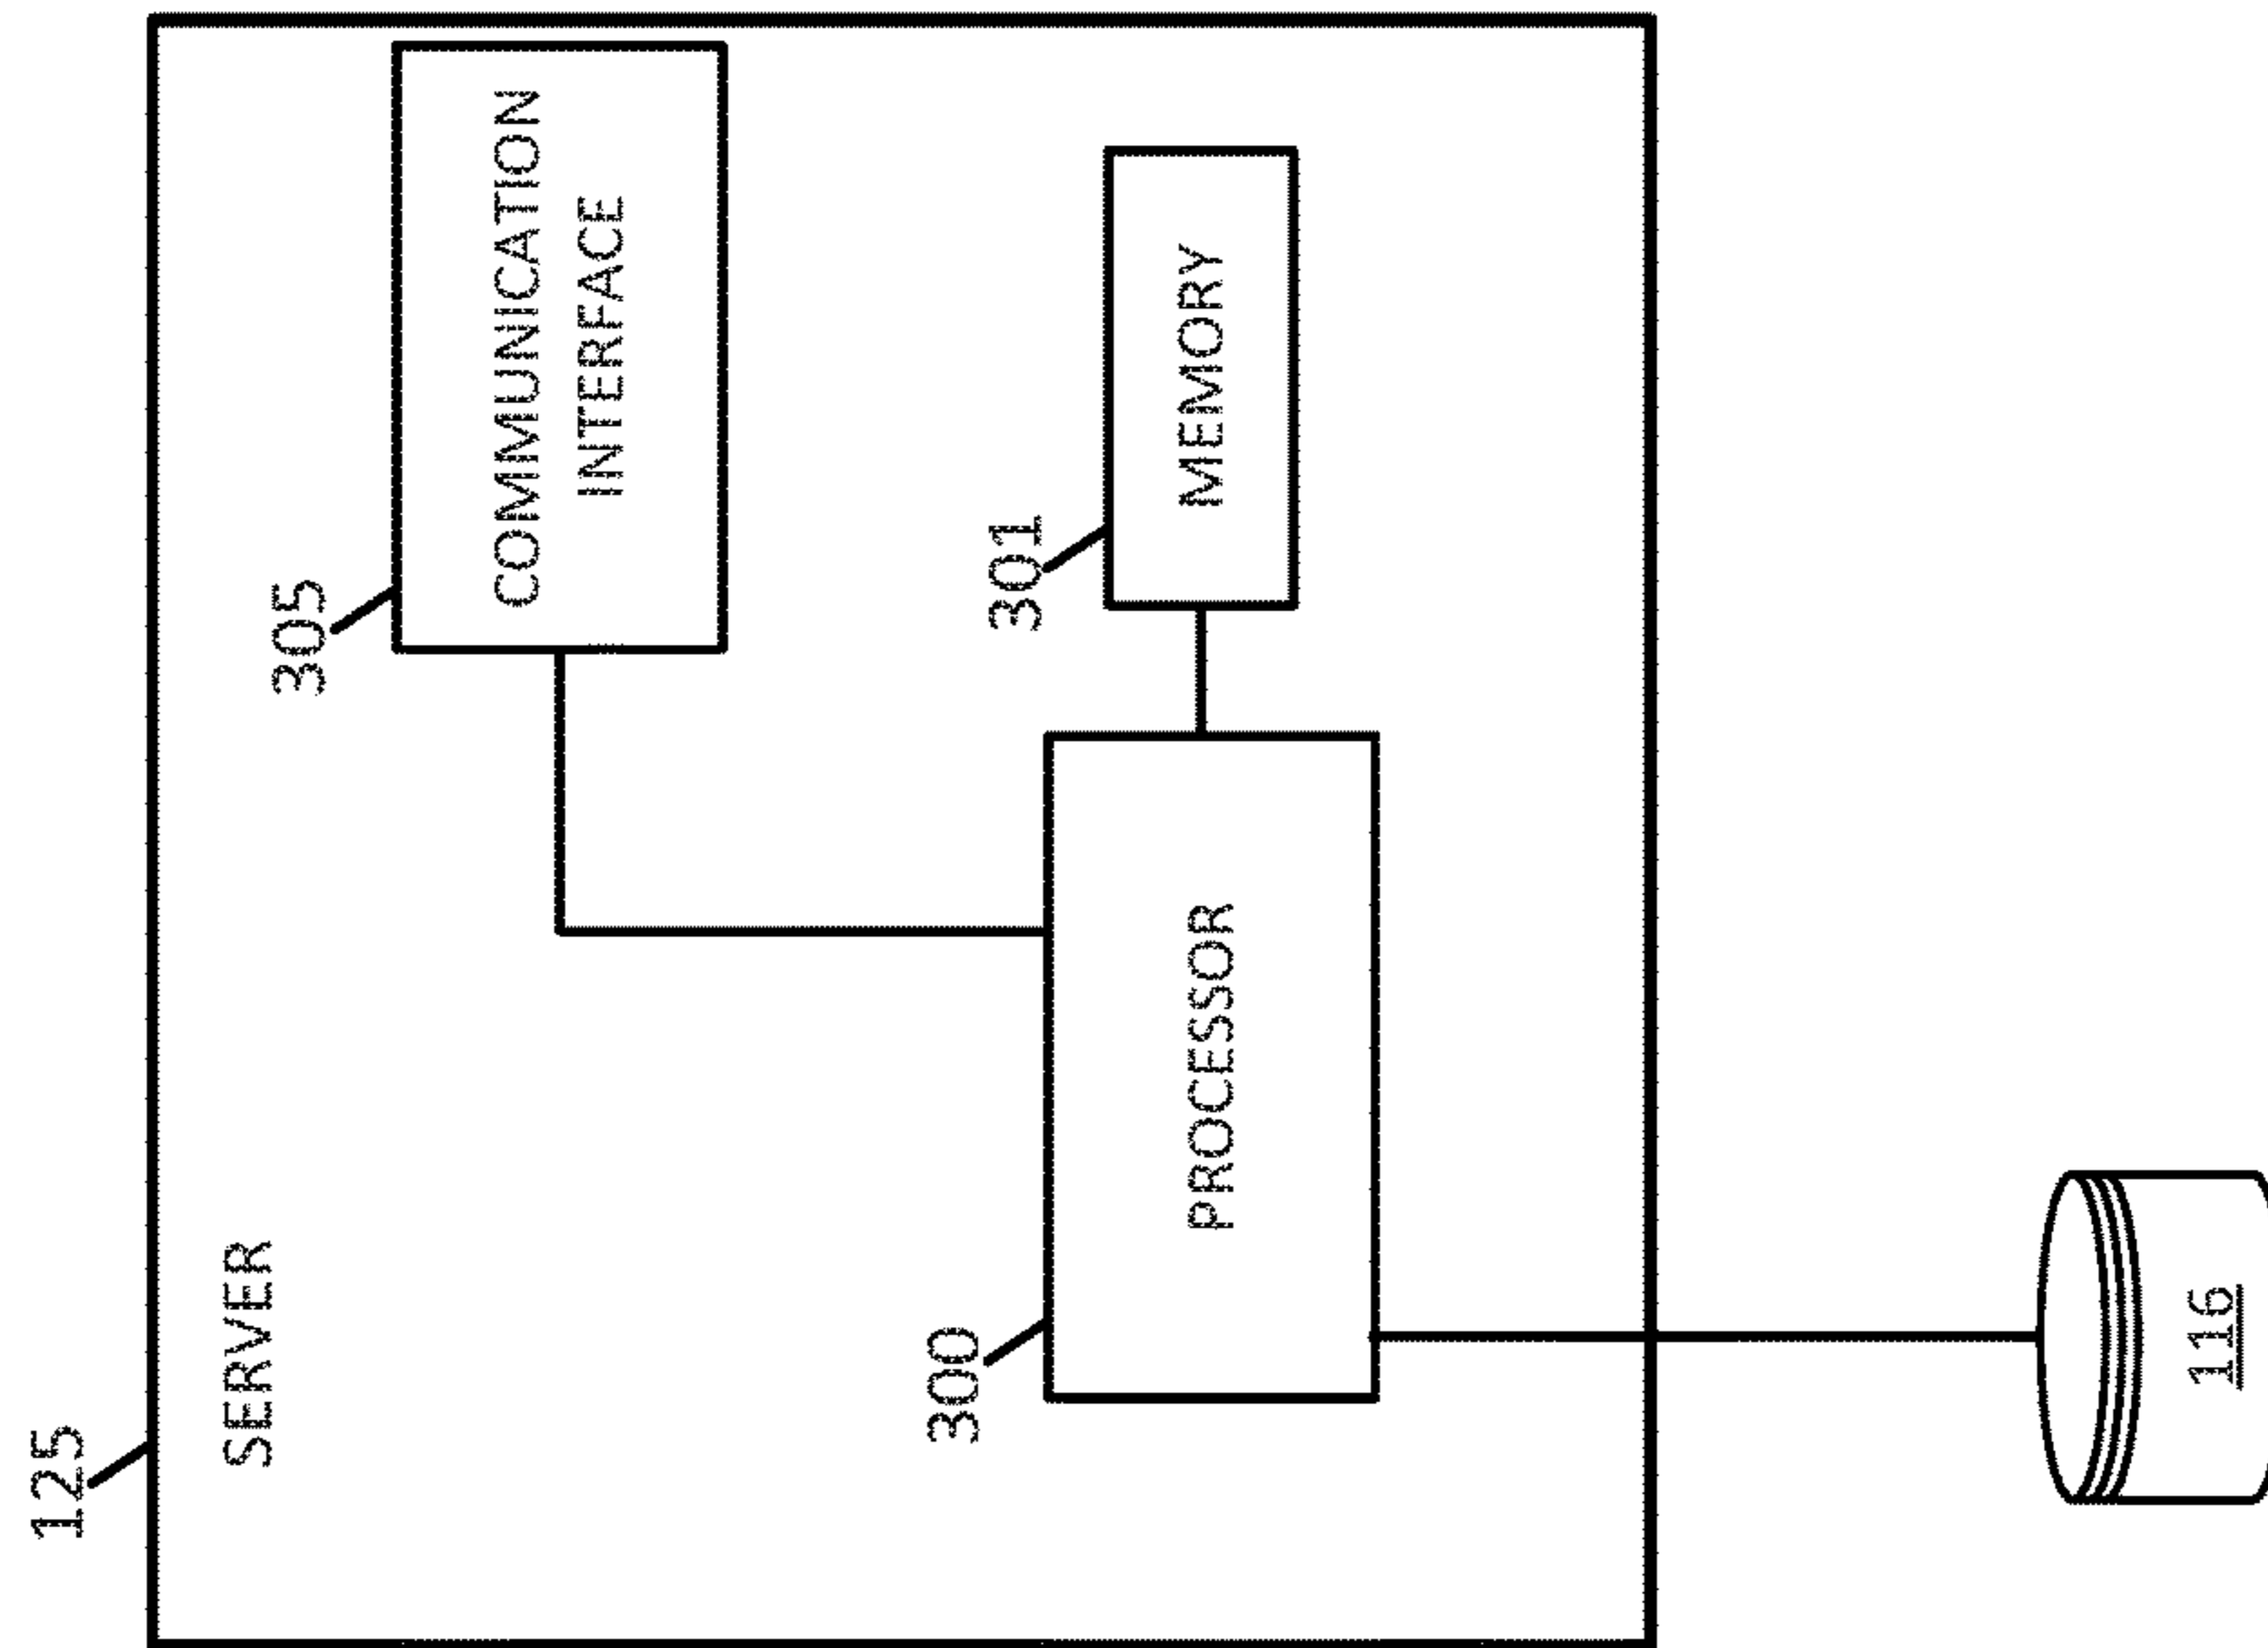 125
SERVER
305
COMMUNICATION
INTERFACE
300
PROCESSOR
301
MEMORY
116